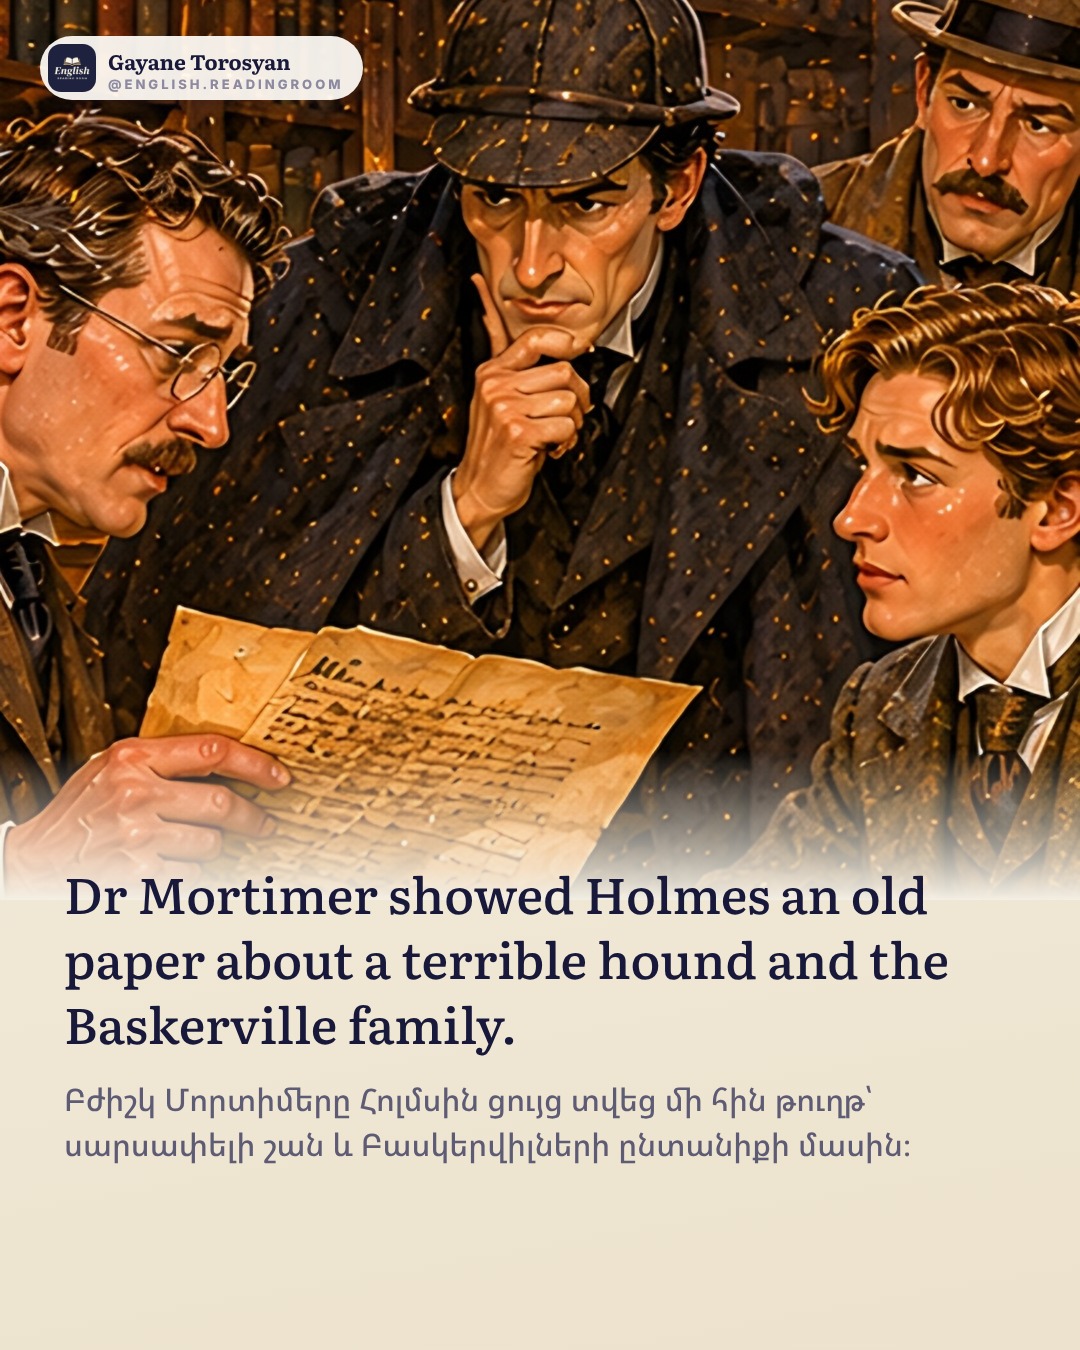 English
Gayane Torosyan
@ENGLISH.READINGROOM
Dr Mortimer showed Holmes an old
paper about a terrible hound and the
Baskerville family.
Բժիշկ Մորտիմերը Հոլմսին ցույց տվեց մի հին թուղթ՝
սարսափելի շան և Բասկերվիլների ընտանիքի մասին։